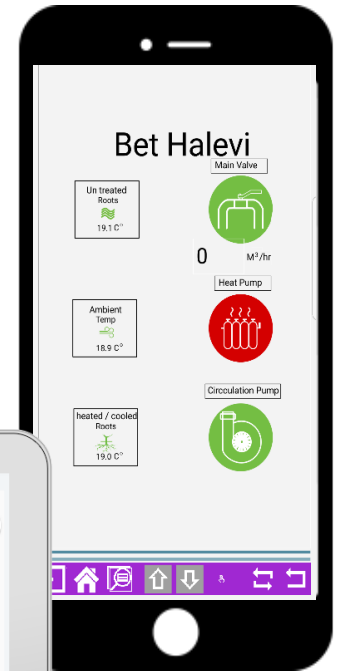 Bet Halevi
Main Valve
Un treated
Roots
19.1 C°
0 M³/hr
Heat Pump
Ambient
Temp
18.9 C°
Circculation Pump
heated / cooled
Roots
19.0 C°